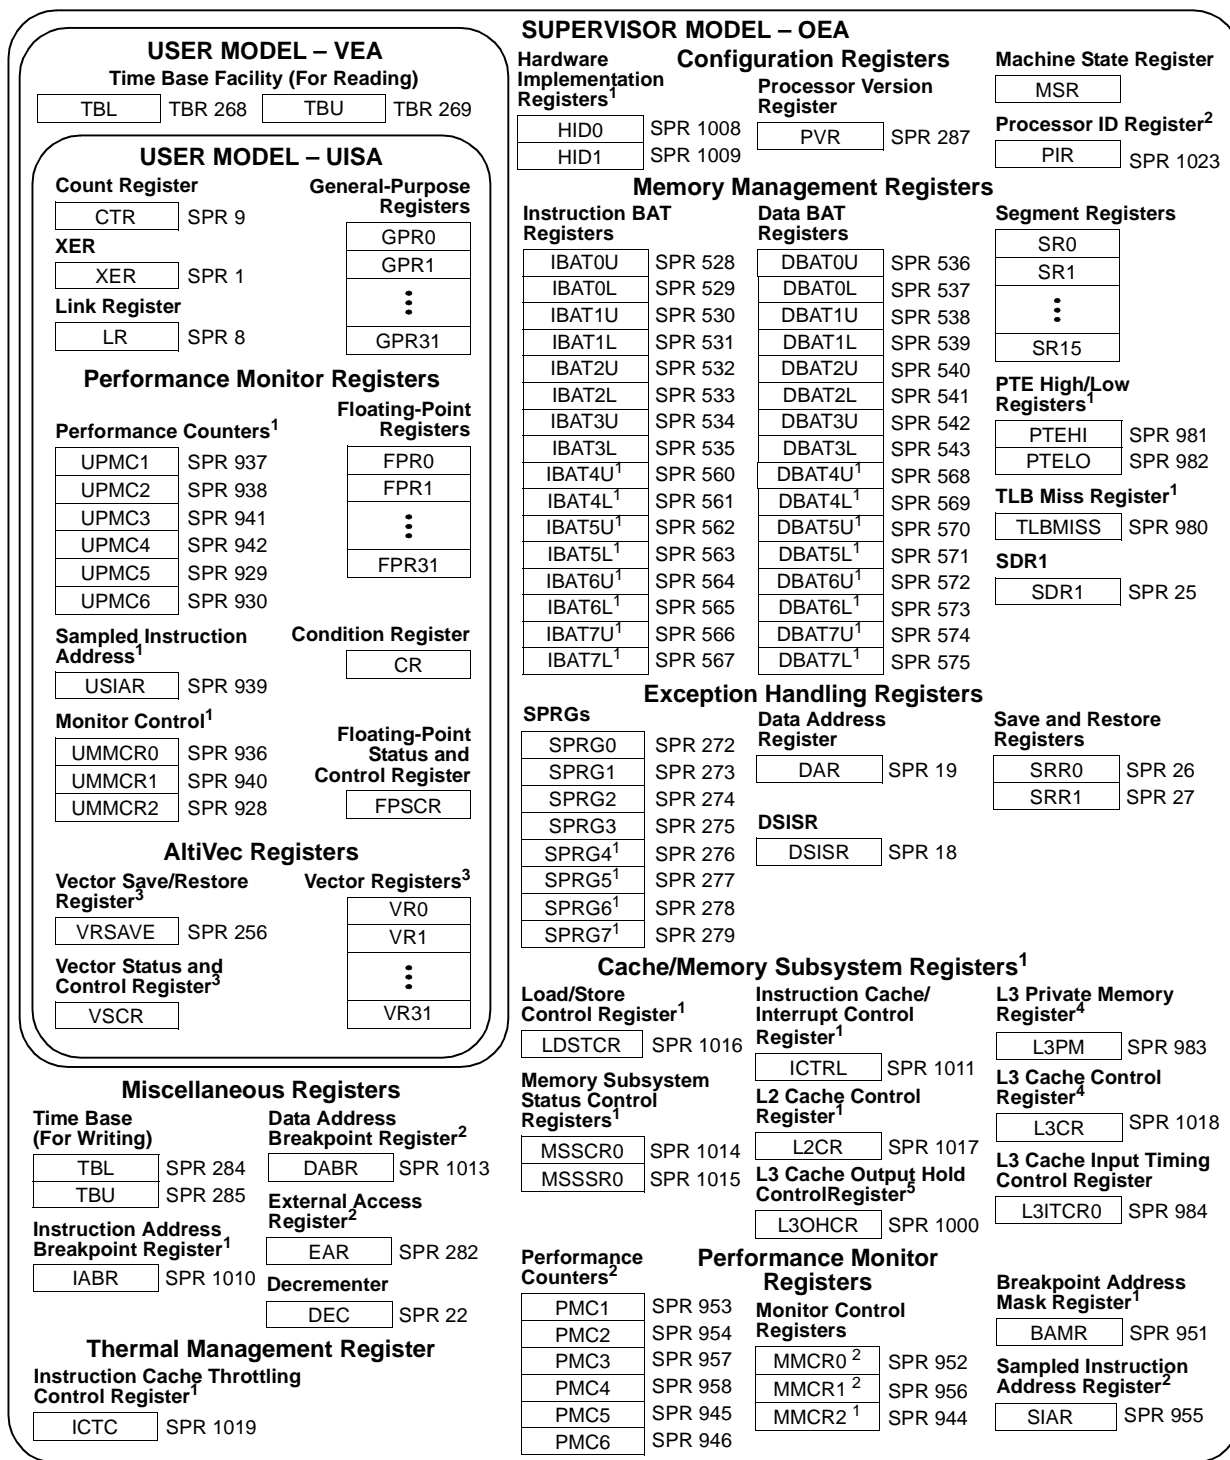 USER MODEL – VEA
Time Base Facility (For Reading)
TBL TBR 268 TBU TBR 269
USER MODEL – UISA
Count Register
CTR SPR 9
XER
XER SPR 1
Link Register
LR SPR 8
General-Purpose
Registers
GPR0
GPR1
GPR31
Performance Monitor Registers
Performance Counters1
UPMC1 SPR 937
UPMC2 SPR 938
UPMC3 SPR 941
UPMC4 SPR 942
UPMC5 SPR 929
UPMC6 SPR 930
Floating-Point
Registers
FPR0
FPR1
FPR31
Sampled Instruction
Address1
USIAR SPR 939
Condition Register
CR
Monitor Control1
UMMCR0 SPR 936
UMMCR1 SPR 940
UMMCR2 SPR 928
Floating-Point
Status and
Control Register
FPSCR
AltiVec Registers
Vector Save/Restore
Register3
VRSAVE SPR 256
Vector Status and
Control Register3
VSCR
Vector Registers3
VR0
VR1
VR31
Miscellaneous Registers
Time Base
(For Writing)
TBL SPR 284
TBU SPR 285
Instruction Address
Breakpoint Register1
IABR SPR 1010
Data Address
Breakpoint Register2
DABR SPR 1013
External Access
Register2
EAR SPR 282
Decrementer
DEC SPR 22
Thermal Management Register
Instruction Cache Throttling
Control Register1
ICTC SPR 1019
SUPERVISOR MODEL – OEA
Configuration Registers
Hardware
Implementation
Registers1
HID0 SPR 1008
HID1 SPR 1009
Processor Version
Register
PVR SPR 287
Machine State Register
MSR
Processor ID Register2
PIR SPR 1023
Memory Management Registers
Instruction BAT
Registers
IBAT0U SPR 528
IBAT0L SPR 529
IBAT1U SPR 530
IBAT1L SPR 531
IBAT2U SPR 532
IBAT2L SPR 533
IBAT3U SPR 534
IBAT3L SPR 535
IBAT4U1 SPR 560
IBAT4L1 SPR 561
IBAT5U1 SPR 562
IBAT5L1 SPR 563
IBAT6U1 SPR 564
IBAT6L1 SPR 565
IBAT7U1 SPR 566
IBAT7L1 SPR 567
Data BAT
Registers
DBAT0U SPR 536
DBAT0L SPR 537
DBAT1U SPR 538
DBAT1L SPR 539
DBAT2U SPR 540
DBAT2L SPR 541
DBAT3U SPR 542
DBAT3L SPR 543
DBAT4U1 SPR 568
DBAT4L1 SPR 569
DBAT5U1 SPR 570
DBAT5L1 SPR 571
DBAT6U1 SPR 572
DBAT6L1 SPR 573
DBAT7U1 SPR 574
DBAT7L1 SPR 575
Segment Registers
SR0
SR1
SR15
PTE High/Low
Registers1
PTEHI SPR 981
PTELO SPR 982
TLB Miss Register1
TLBMISS SPR 980
SDR1
SDR1 SPR 25
Exception Handling Registers
SPRGs
SPRG0 SPR 272
SPRG1 SPR 273
SPRG2 SPR 274
SPRG3 SPR 275
SPRG41 SPR 276
SPRG51 SPR 277
SPRG61 SPR 278
SPRG71 SPR 279
Data Address
Register
DAR SPR 19
DSISR
DSISR SPR 18
Save and Restore
Registers
SRR0 SPR 26
SRR1 SPR 27
Cache/Memory Subsystem Registers1
Load/Store
Control Register1
LDSTCR SPR 1016
Memory Subsystem
Status Control
Registers1
MSSCR0 SPR 1014
MSSSR0 SPR 1015
Instruction Cache/
Interrupt Control
Register1
ICTRL SPR 1011
L2 Cache Control
Register1
L2CR SPR 1017
L3 Cache Output Hold
ControlRegister5
L3OHCR SPR 1000
L3 Private Memory
Register4
L3PM SPR 983
L3 Cache Control
Register4
L3CR SPR 1018
L3 Cache Input Timing
Control Register
L3ITCR0 SPR 984
Performance Monitor
Registers
Performance
Counters2
PMC1 SPR 953
PMC2 SPR 954
PMC3 SPR 957
PMC4 SPR 958
PMC5 SPR 945
PMC6 SPR 946
Monitor Control
Registers
MMCR0 2 SPR 952
MMCR1 2 SPR 956
MMCR2 1 SPR 944
Breakpoint Address
Mask Register1
BAMR SPR 951
Sampled Instruction
Address Register2
SIAR SPR 955